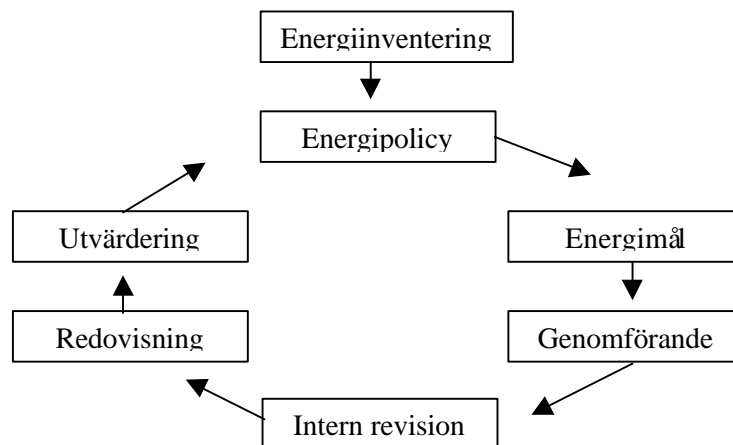 Energiinventering
Energipolicy
Utvärdering
Energimål
Redovisning
Genomförande
Intern revision